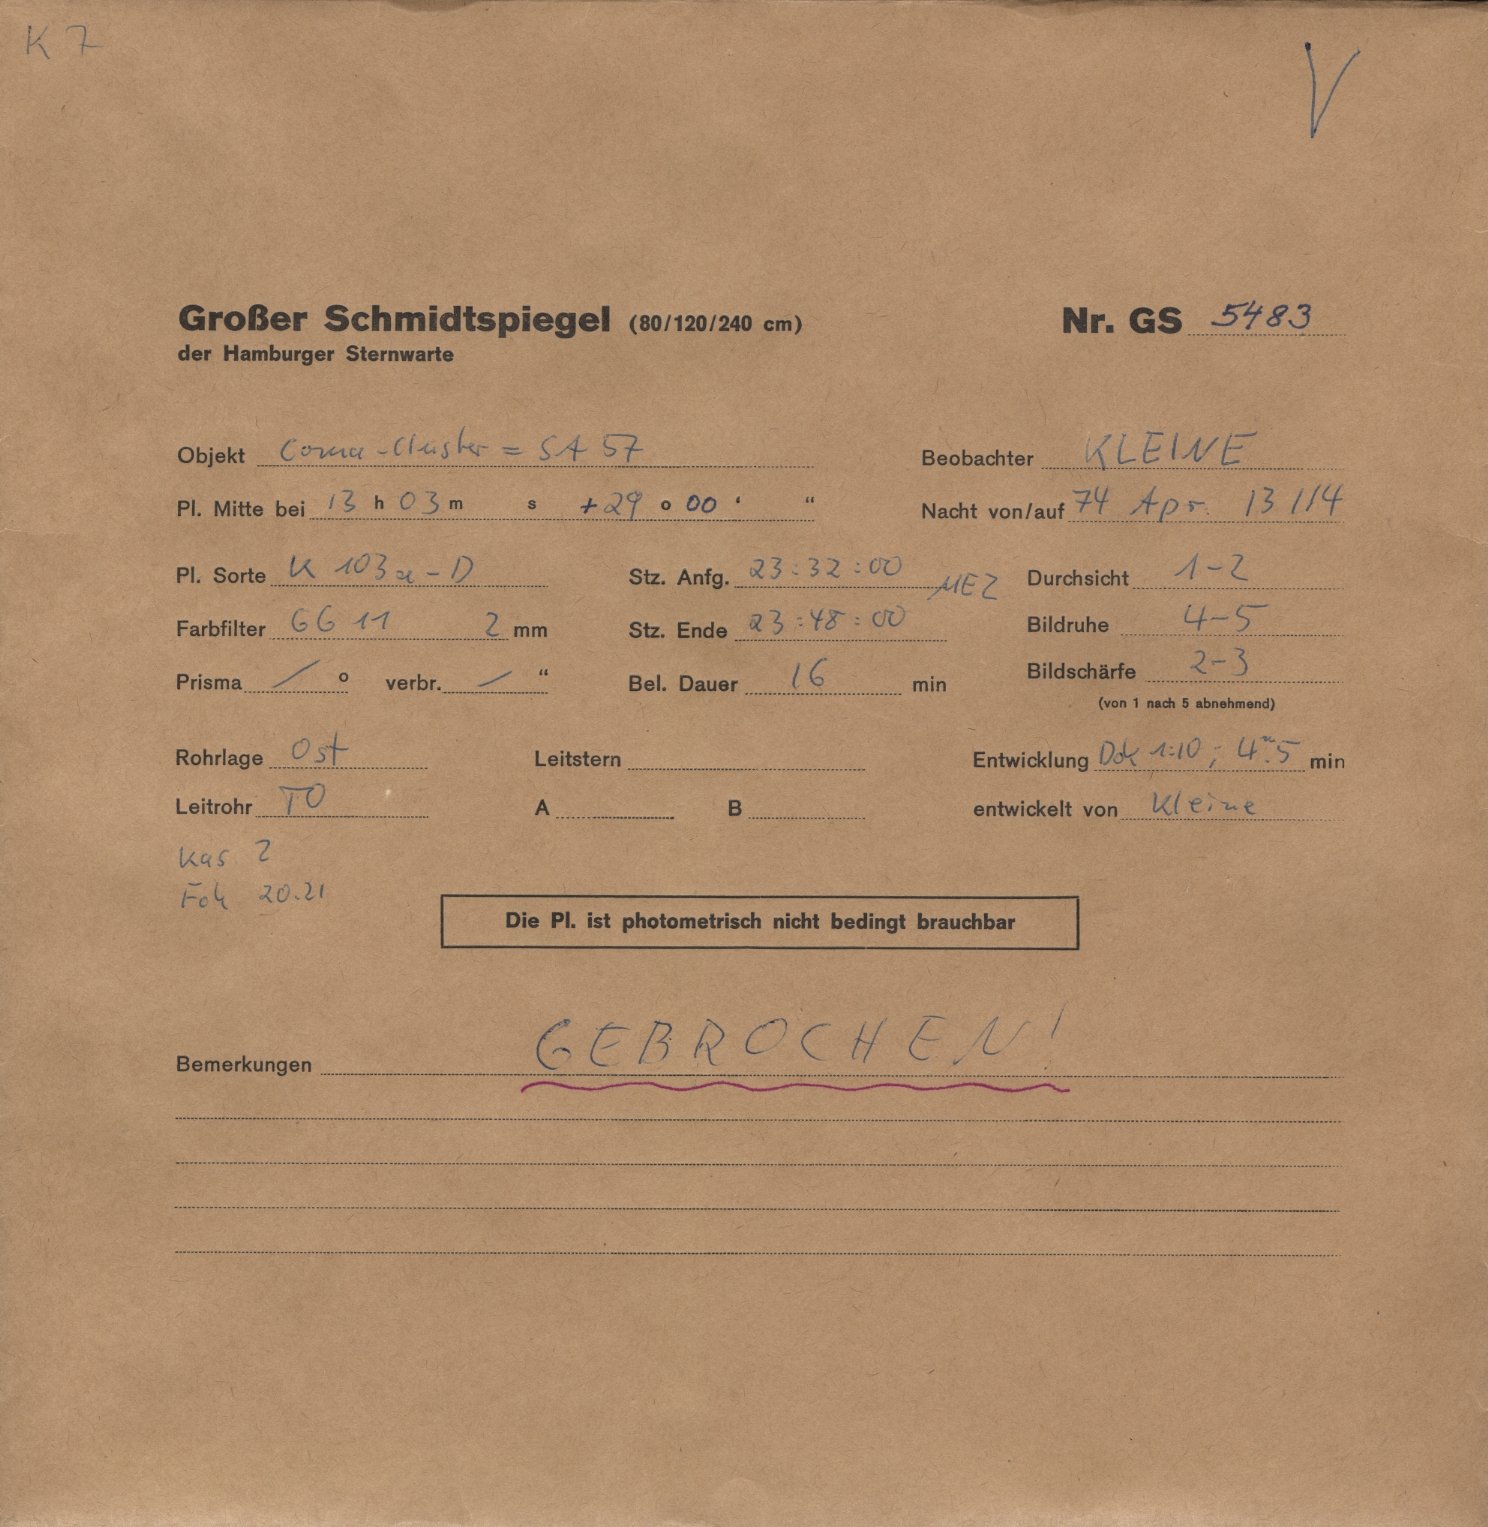 K 7
V
Großer Schmidtspiegel (80/120/240 cm) Nr. GS 5483
der Hamburger Sternwarte
Objekt Coma-Cluster = SA 57 Beobachter KLEINE
Pl. Mitte bei 13 h 03 m s +29 o 00 ' " Nacht von/auf 74 Apr. 13/14
Pl. Sorte K 103a-D Stz. Anfg. 23:32:00 MEZ Durchsicht 1-2
Farbfilter GG 11 2 mm Stz. Ende 23:48:00 Bildruhe 4-5
Prisma / o verbr. / " Bel. Dauer 16 min Bildschärfe 2-3
(von 1 nach 5 abnehmend)
Rohrlage Ost Leitstern Entwicklung Dok 1:10; 4.m5 min
Leitrohr TO A B entwickelt von Kleine
Kas 2
Fok 20.21
Die Pl. ist photometrisch nicht bedingt brauchbar
Bemerkungen GEBROCHEN!